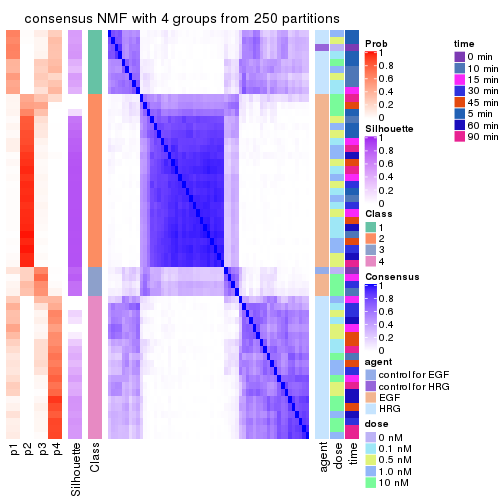 consensus NMF with 4 groups from 250 partitions
Prob
1
0.8
0.6
0.4
0.2
0
Silhouette
1
0.8
0.6
0.4
0.2
0
Class
1
2
3
4
Consensus
1
0.8
0.6
0.4
0.2
0
agent
control for EGF
control for HRG
EGF
HRG
dose
0 nM
0.1 nM
0.5 nM
1.0 nM
10 nM
time
0 min
10 min
15 min
30 min
45 min
5 min
60 min
90 min
p1
p2
p3
p4
Silhouette
Class
agent
dose
time